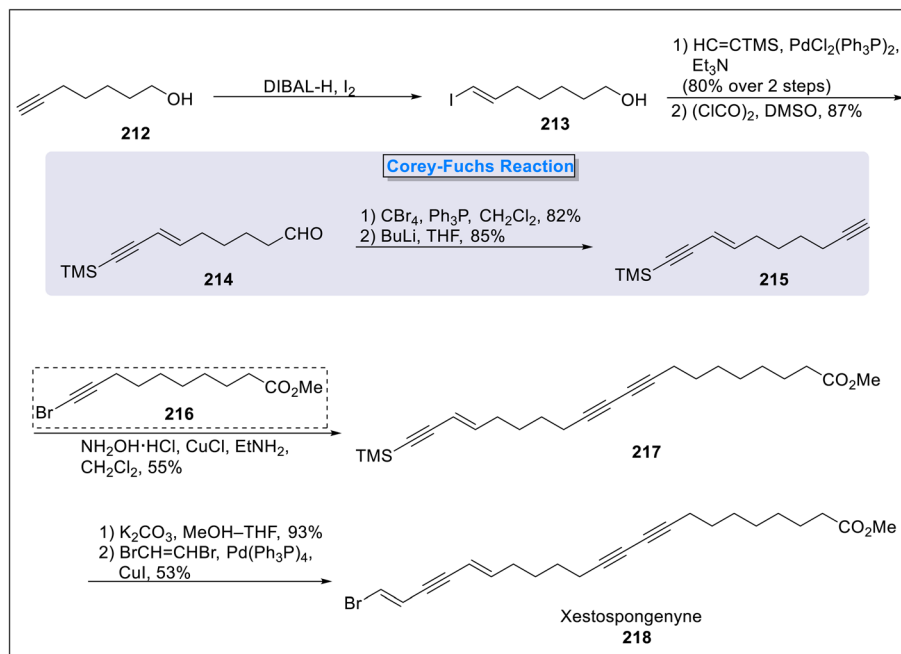 1) HC=CTMS, PdCl2(Ph3P)2,
Et3N
(80% over 2 steps)
2) (ClCO)2, DMSO, 87%
OH
212
DIBAL-H, I2
I
OH
213
Corey-Fuchs Reaction
TMS
CHO
214
1) CBr4, Ph3P, CH2Cl2, 82%
2) BuLi, THF, 85%
TMS
215
Br
CO2Me
216
NH2OH·HCl, CuCl, EtNH2,
CH2Cl2, 55%
TMS
CO2Me
217
1) K2CO3, MeOH–THF, 93%
2) BrCH=CHBr, Pd(Ph3P)4,
CuI, 53%
Br
CO2Me
Xestospongenyne
218